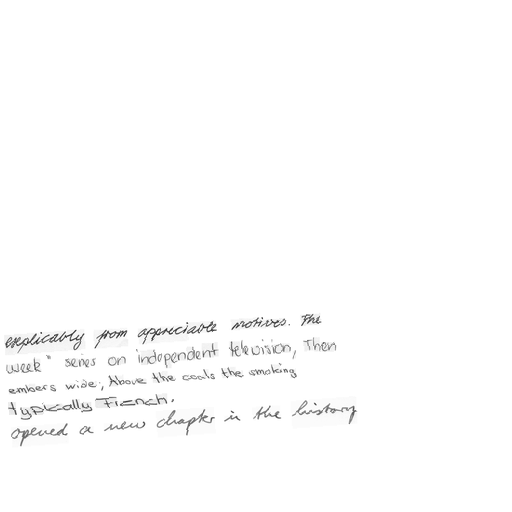 explicably from appreciable motives. The
week" series on independent television, Then
embers wide; Above the coals the smoking
typically French.
opened a new chapter in the history